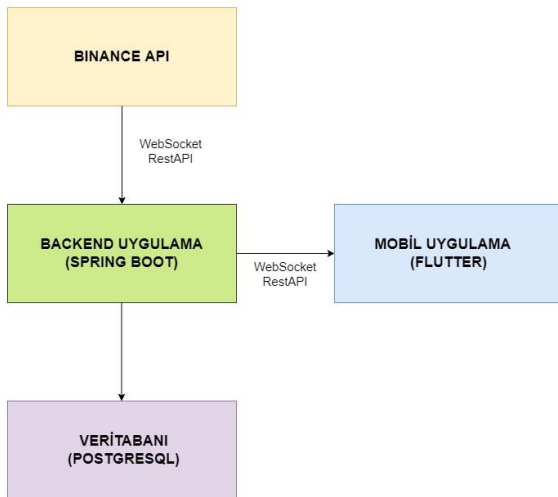 BINANCE API
WebSocket
RestAPI
BACKEND UYGULAMA
(SPRING BOOT)
WebSocket
RestAPI
MOBİL UYGULAMA
(FLUTTER)
VERİTABANI
(POSTGRESQL)